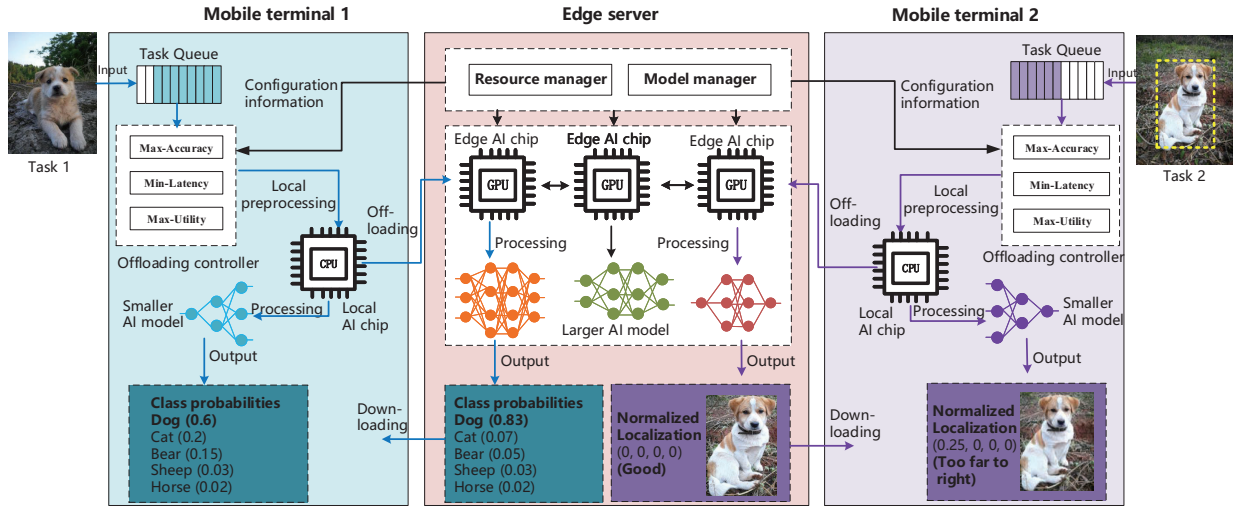 Mobile terminal 1
Edge server
Mobile terminal 2
Input
Task 1
Task Queue
Configuration
information
Max-Accuracy
Min-Latency
Max-Utility
Offloading controller
Local
preprocessing
CPU
Off-
loading
Local
AI chip
Processing
Smaller
AI model
Output
Class probabilities
Dog (0.6)
Cat (0.2)
Bear (0.15)
Sheep (0.03)
Horse (0.02)
Down-
loading
Resource manager
Model manager
Edge AI chip
Edge AI chip
Edge AI chip
GPU
GPU
GPU
Processing
Processing
Larger AI model
Output
Output
Class probabilities
Dog (0.83)
Cat (0.07)
Bear (0.05)
Sheep (0.03)
Horse (0.02)
Normalized
Localization
(0, 0, 0, 0)
(Good)
Task Queue
Input
Task 2
Configuration
information
Max-Accuracy
Min-Latency
Max-Utility
Offloading controller
Local
preprocessing
Off-
loading
CPU
Local
AI chip
Processing
Smaller
AI model
Output
Down-
loading
Normalized
Localization
(0.25, 0, 0, 0)
(Too far to
right)